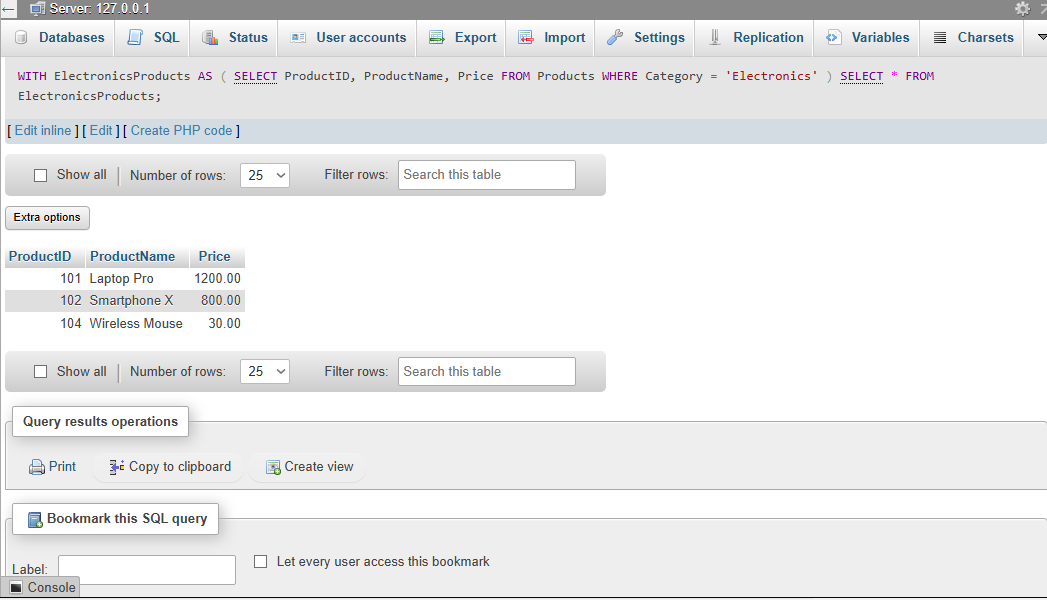 Server: 127.0.0.1
Databases SQL Status User accounts Export Import Settings Replication Variables Charsets
WITH ElectronicsProducts AS ( SELECT ProductID, ProductName, Price FROM Products WHERE Category = 'Electronics' ) SELECT * FROM
ElectronicsProducts;
[ Edit inline ] [ Edit ] [ Create PHP code ]
Show all Number of rows: 25 Filter rows: Search this table
Extra options
ProductID ProductName Price
101 Laptop Pro 1200.00
102 Smartphone X 800.00
104 Wireless Mouse 30.00
Show all Number of rows: 25 Filter rows: Search this table
Query results operations
Print Copy to clipboard Create view
Bookmark this SQL query
Label: Let every user access this bookmark
Console